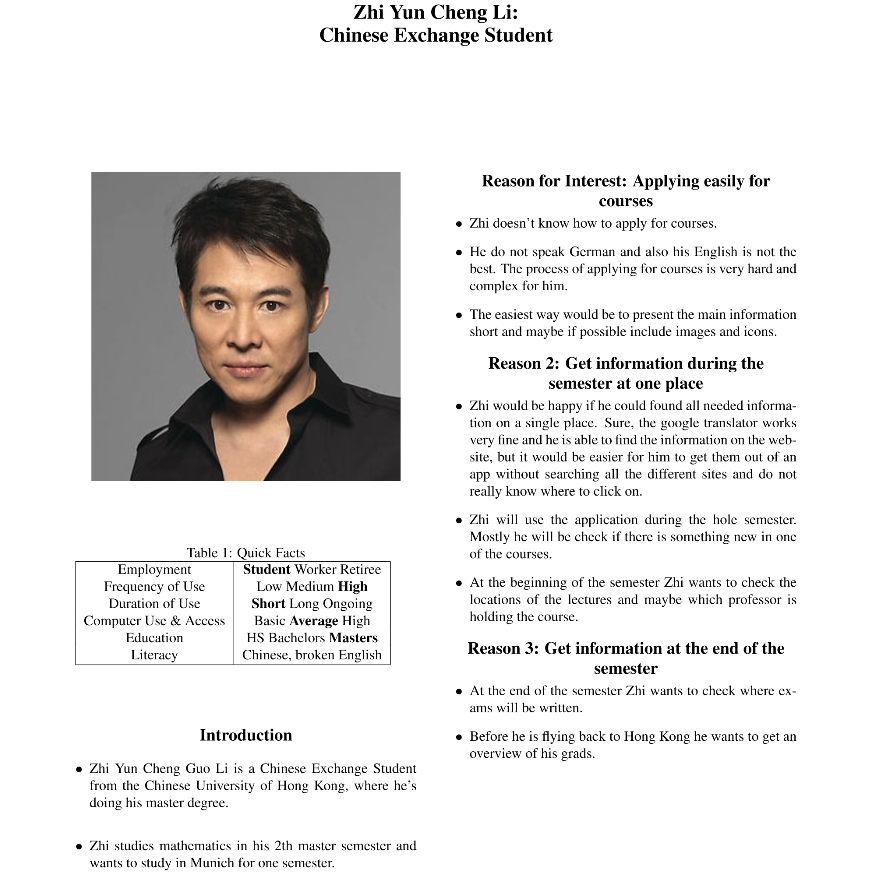 Zhi Yun Cheng Li:
Chinese Exchange Student
Table 1: Quick Facts
Employment Student Worker Retiree
Frequency of Use Low Medium High
Duration of Use Short Long Ongoing
Computer Use & Access Basic Average High
Education HS Bachelors Masters
Literacy Chinese, broken English
Introduction
• Zhi Yun Cheng Guo Li is a Chinese Exchange Student
from the Chinese University of Hong Kong, where he's
doing his master degree.
• Zhi studies mathematics in his 2th master semester and
wants to study in Munich for one semester.
Reason for Interest: Applying easily for
courses
• Zhi doesn't know how to apply for courses.
• He do not speak German and also his English is not the
best. The process of applying for courses is very hard and
complex for him.
• The easiest way would be to present the main information
short and maybe if possible include images and icons.
Reason 2: Get information during the
semester at one place
• Zhi would be happy if he could found all needed informa-
tion on a single place. Sure, the google translator works
very fine and he is able to find the information on the web-
site, but it would be easier for him to get them out of an
app without searching all the different sites and do not
really know where to click on.
• Zhi will use the application during the hole semester.
Mostly he will be check if there is something new in one
of the courses.
• At the beginning of the semester Zhi wants to check the
locations of the lectures and maybe which professor is
holding the course.
Reason 3: Get information at the end of the
semester
• At the end of the semester Zhi wants to check where ex-
ams will be written.
• Before he is flying back to Hong Kong he wants to get an
overview of his grads.